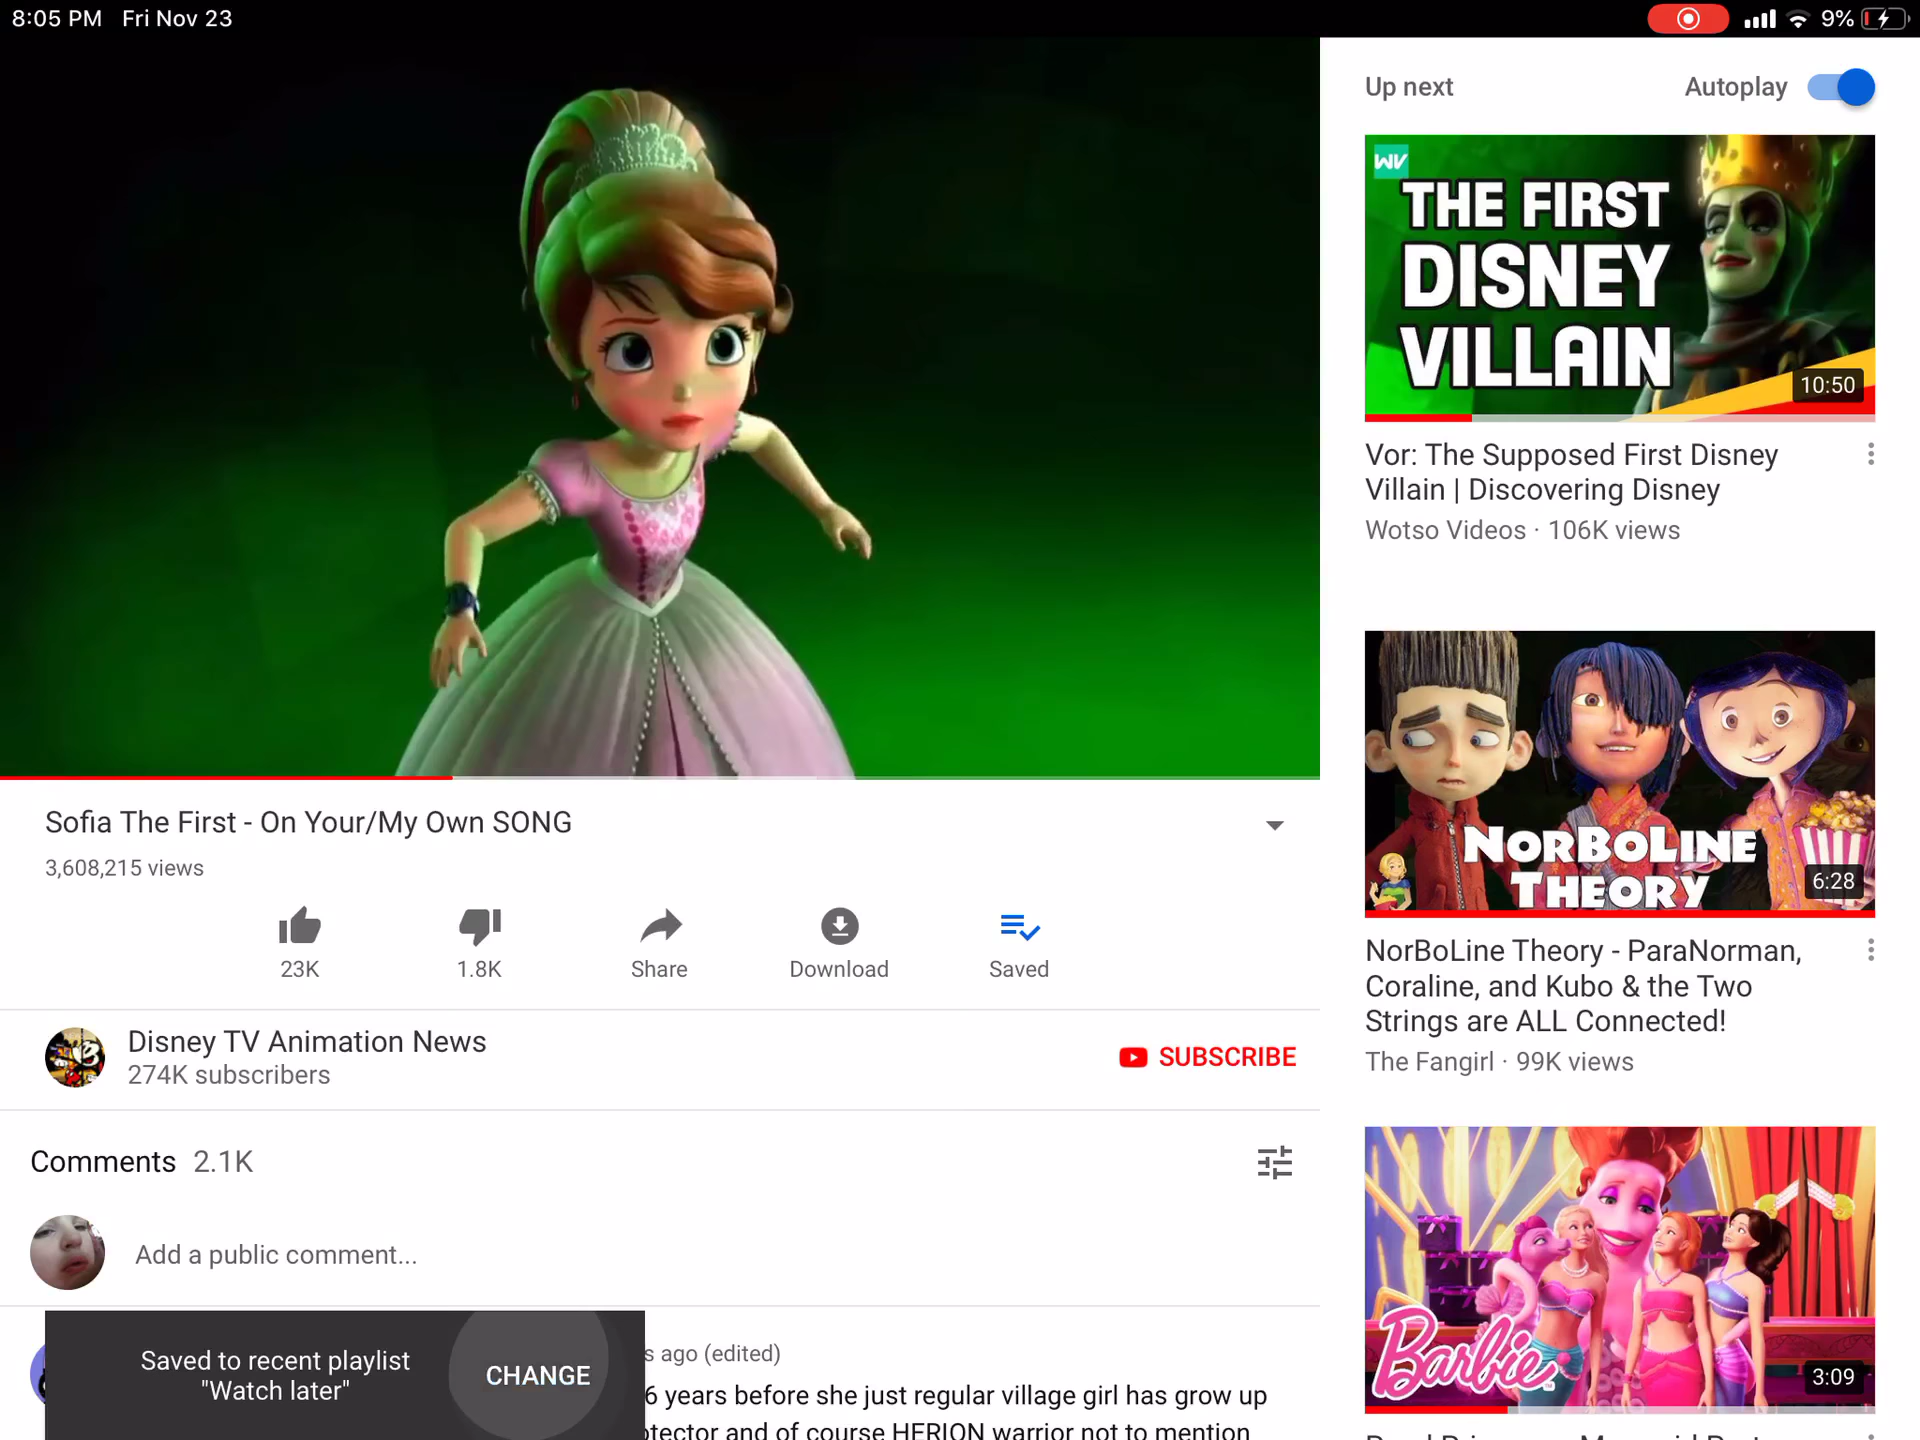 8:05 PM Fri Nov 23
9%
Up next
Autoplay
WV
THE FIRST
DISNEY
VILLAIN
10:50
Vor: The Supposed First Disney
Villain | Discovering Disney
Wotso Videos · 106K views
NORBOLINE
THEORY
6:28
NorBoLine Theory - ParaNorman,
Coraline, and Kubo & the Two
Strings are ALL Connected!
The Fangirl · 99K views
Barbie
3:09
Sofia The First - On Your/My Own SONG
3,608,215 views
23K
1.8K
Share
Download
Saved
Disney TV Animation News
274K subscribers
SUBSCRIBE
Comments 2.1K
Add a public comment...
Saved to recent playlist
"Watch later"
CHANGE
s ago (edited)
6 years before she just regular village girl has grow up
otector and of course HERION warrior not to mention